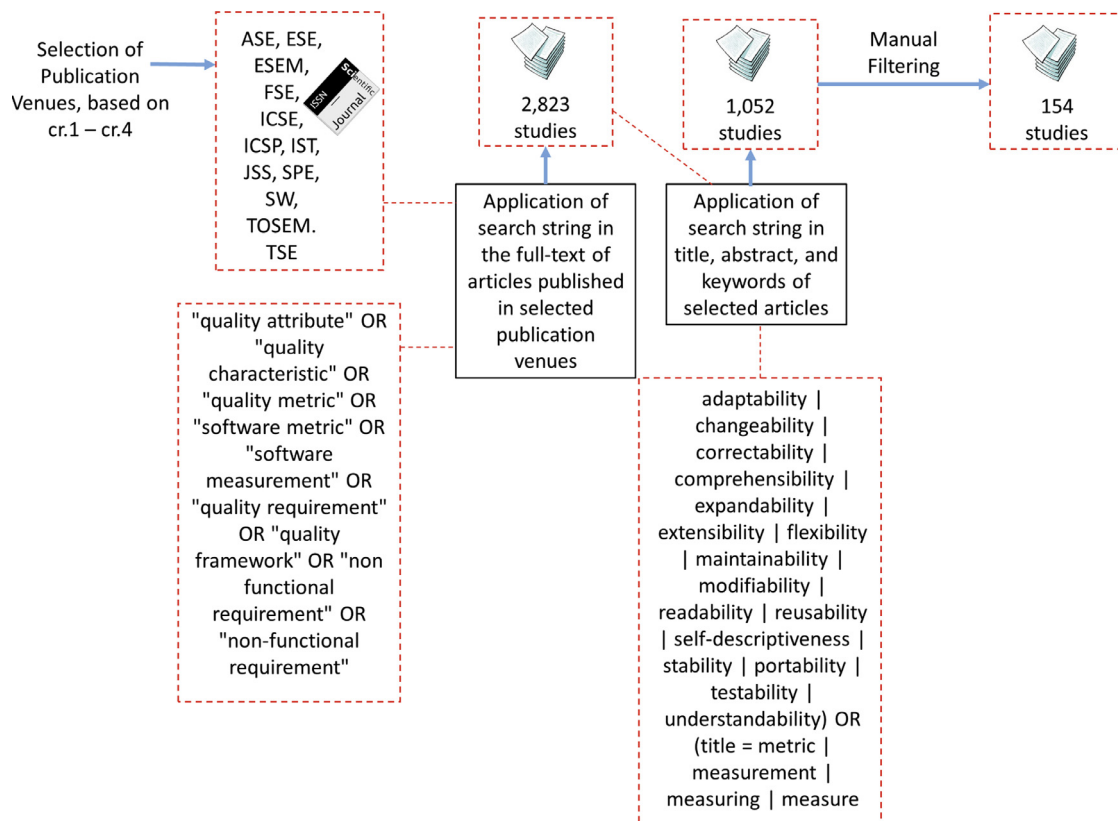 Selection of
Publication
Venues, based on
cr.1 – cr.4
ASE, ESE,
ESEM,
FSE,
ICSE,
ICSP, IST,
JSS, SPE,
SW,
TOSEM.
TSE
ISSN
Scientific
Journal
2,823
studies
1,052
studies
Manual
Filtering
154
studies
Application of
search string in
the full-text of
articles published
in selected
publication
venues
Application of
search string in
title, abstract, and
keywords of
selected articles
"quality attribute" OR
"quality
characteristic" OR
"quality metric" OR
"software metric" OR
"software
measurement" OR
"quality requirement"
OR "quality
framework" OR "non
functional
requirement" OR
"non-functional
requirement"
adaptability |
changeability |
correctability |
comprehensibility |
expandability |
extensibility | flexibility
| maintainability |
modifiability |
readability | reusability
| self-descriptiveness |
stability | portability |
testability |
understandability) OR
(title = metric |
measurement |
measuring | measure